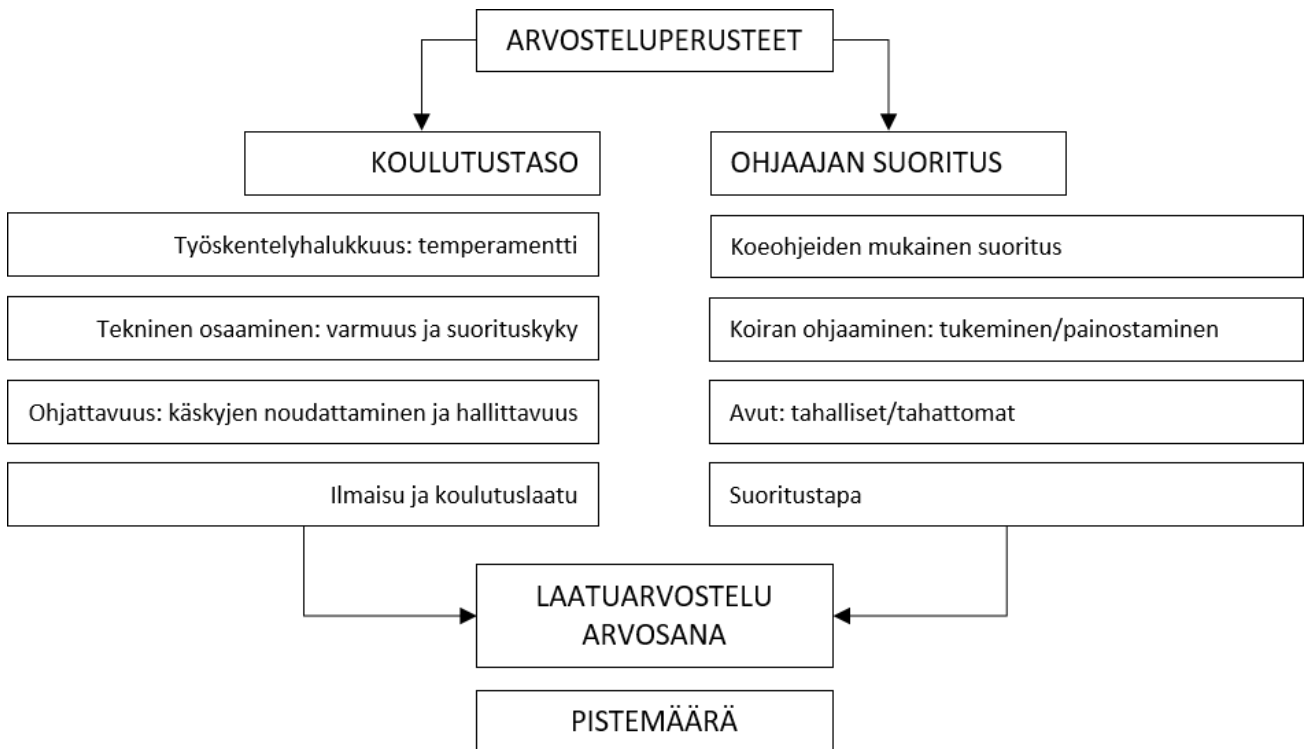 ARVOSTELUPERUSTEET
KOULUTUSTASO
Työskentelyhalukkuus: temperamentti
Tekninen osaaminen: varmuus ja suorituskyky
Ohjattavuus: käskyjen noudattaminen ja hallittavuus
Ilmaisu ja koulutuslaatu
OHJAAJAN SUORITUS
Koeohjeiden mukainen suoritus
Koiran ohjaaminen: tukeminen/painostaminen
Avut: tahalliset/tahattomat
Suoritustapa
LAATUARVOSTELU
ARVOSANA
PISTEMÄÄRÄ